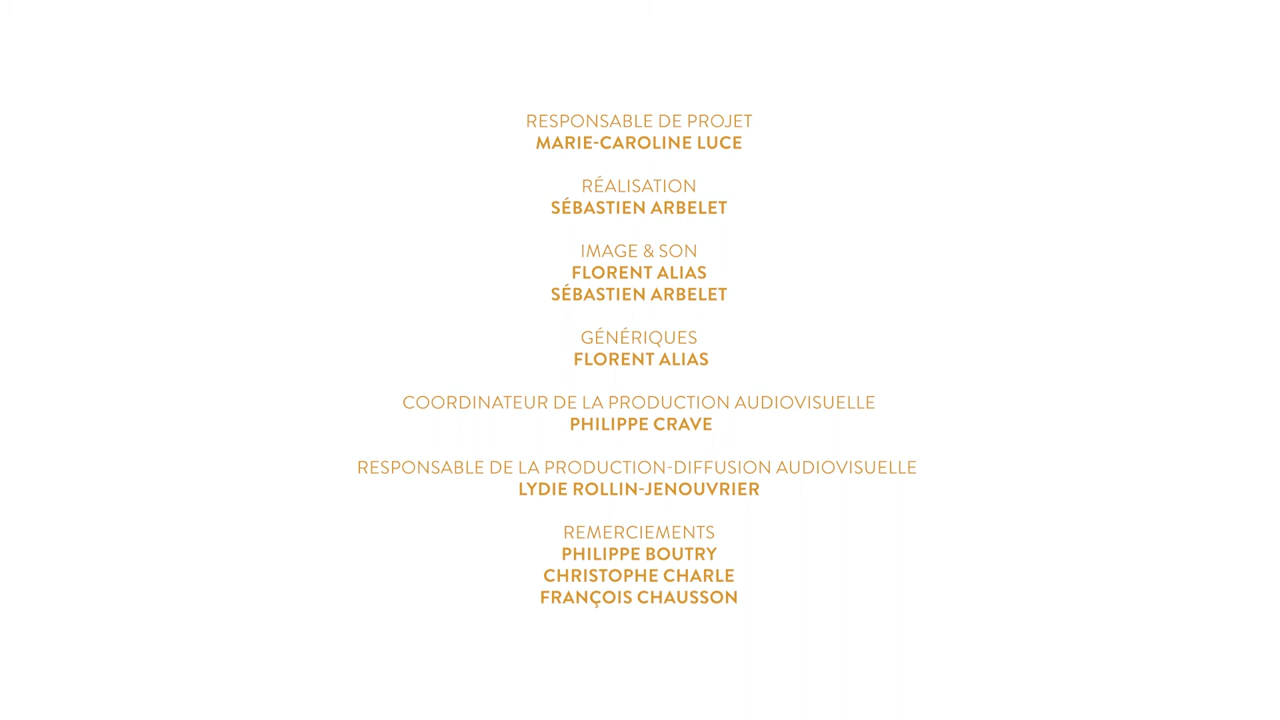 RESPONSABLE DE PROJET
MARIE-CAROLINE LUCE
RÉALISATION
SÉBASTIEN ARBELET
IMAGE & SON
FLORENT ALIAS
SÉBASTIEN ARBELET
GÉNÉRIQUES
FLORENT ALIAS
COORDINATEUR DE LA PRODUCTION AUDIOVISUELLE
PHILIPPE CRAVE
RESPONSABLE DE LA PRODUCTION-DIFFUSION AUDIOVISUELLE
LYDIE ROLLIN-JENOUVRIER
REMERCIEMENTS
PHILIPPE BOUTRY
CHRISTOPHE CHARLE
FRANÇOIS CHAUSSON